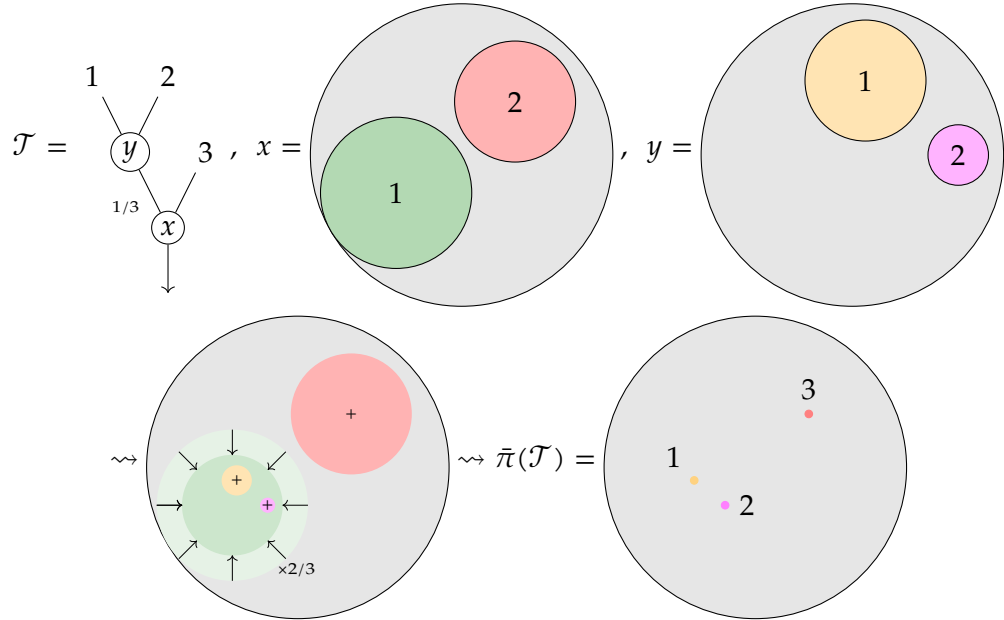 1 2
𝒯 = y 3 , x = 1 2 , y = 1 2
1/3
x
⇝ + + + ×2/3 ⇝ π̄(𝒯) = 1 2 3